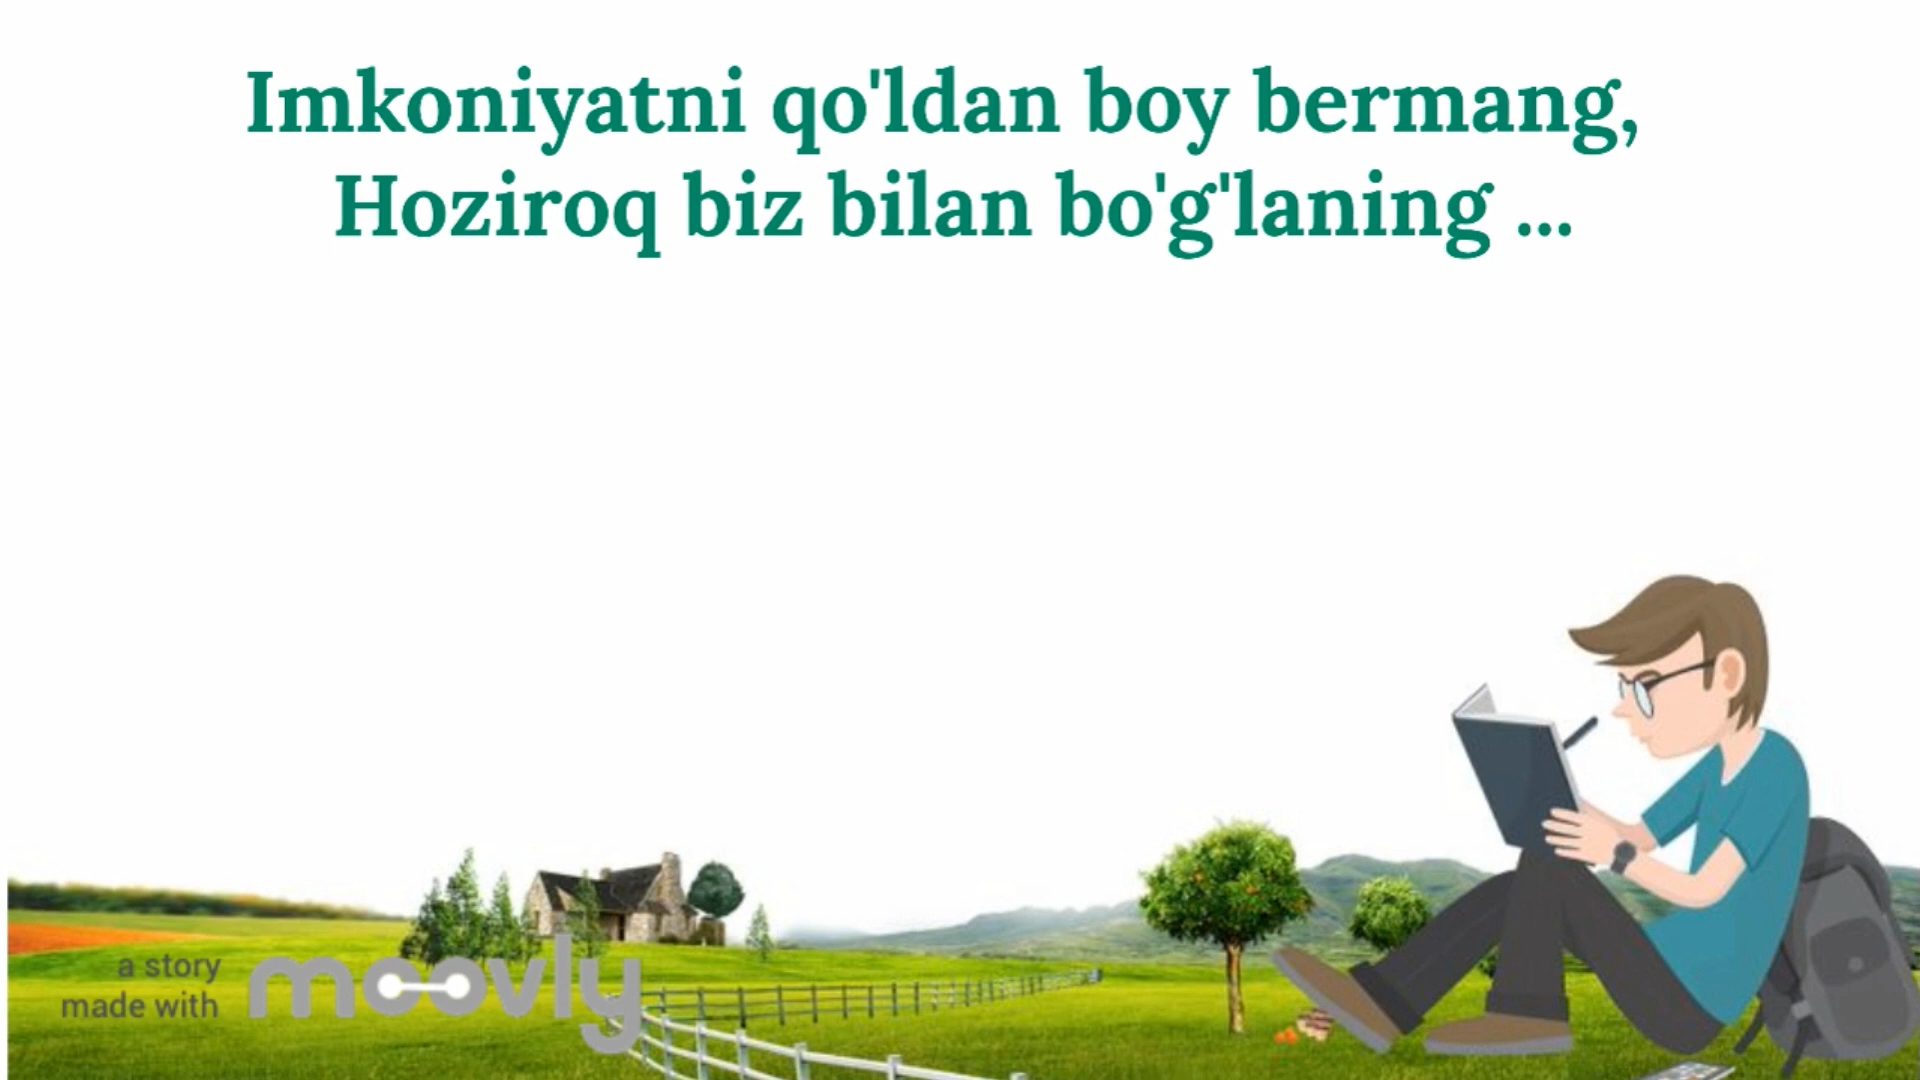 Imkoniyatni qo'ldan boy bermang,
Hoziroq biz bilan bo'g'laning ...
a story
made with
moovly